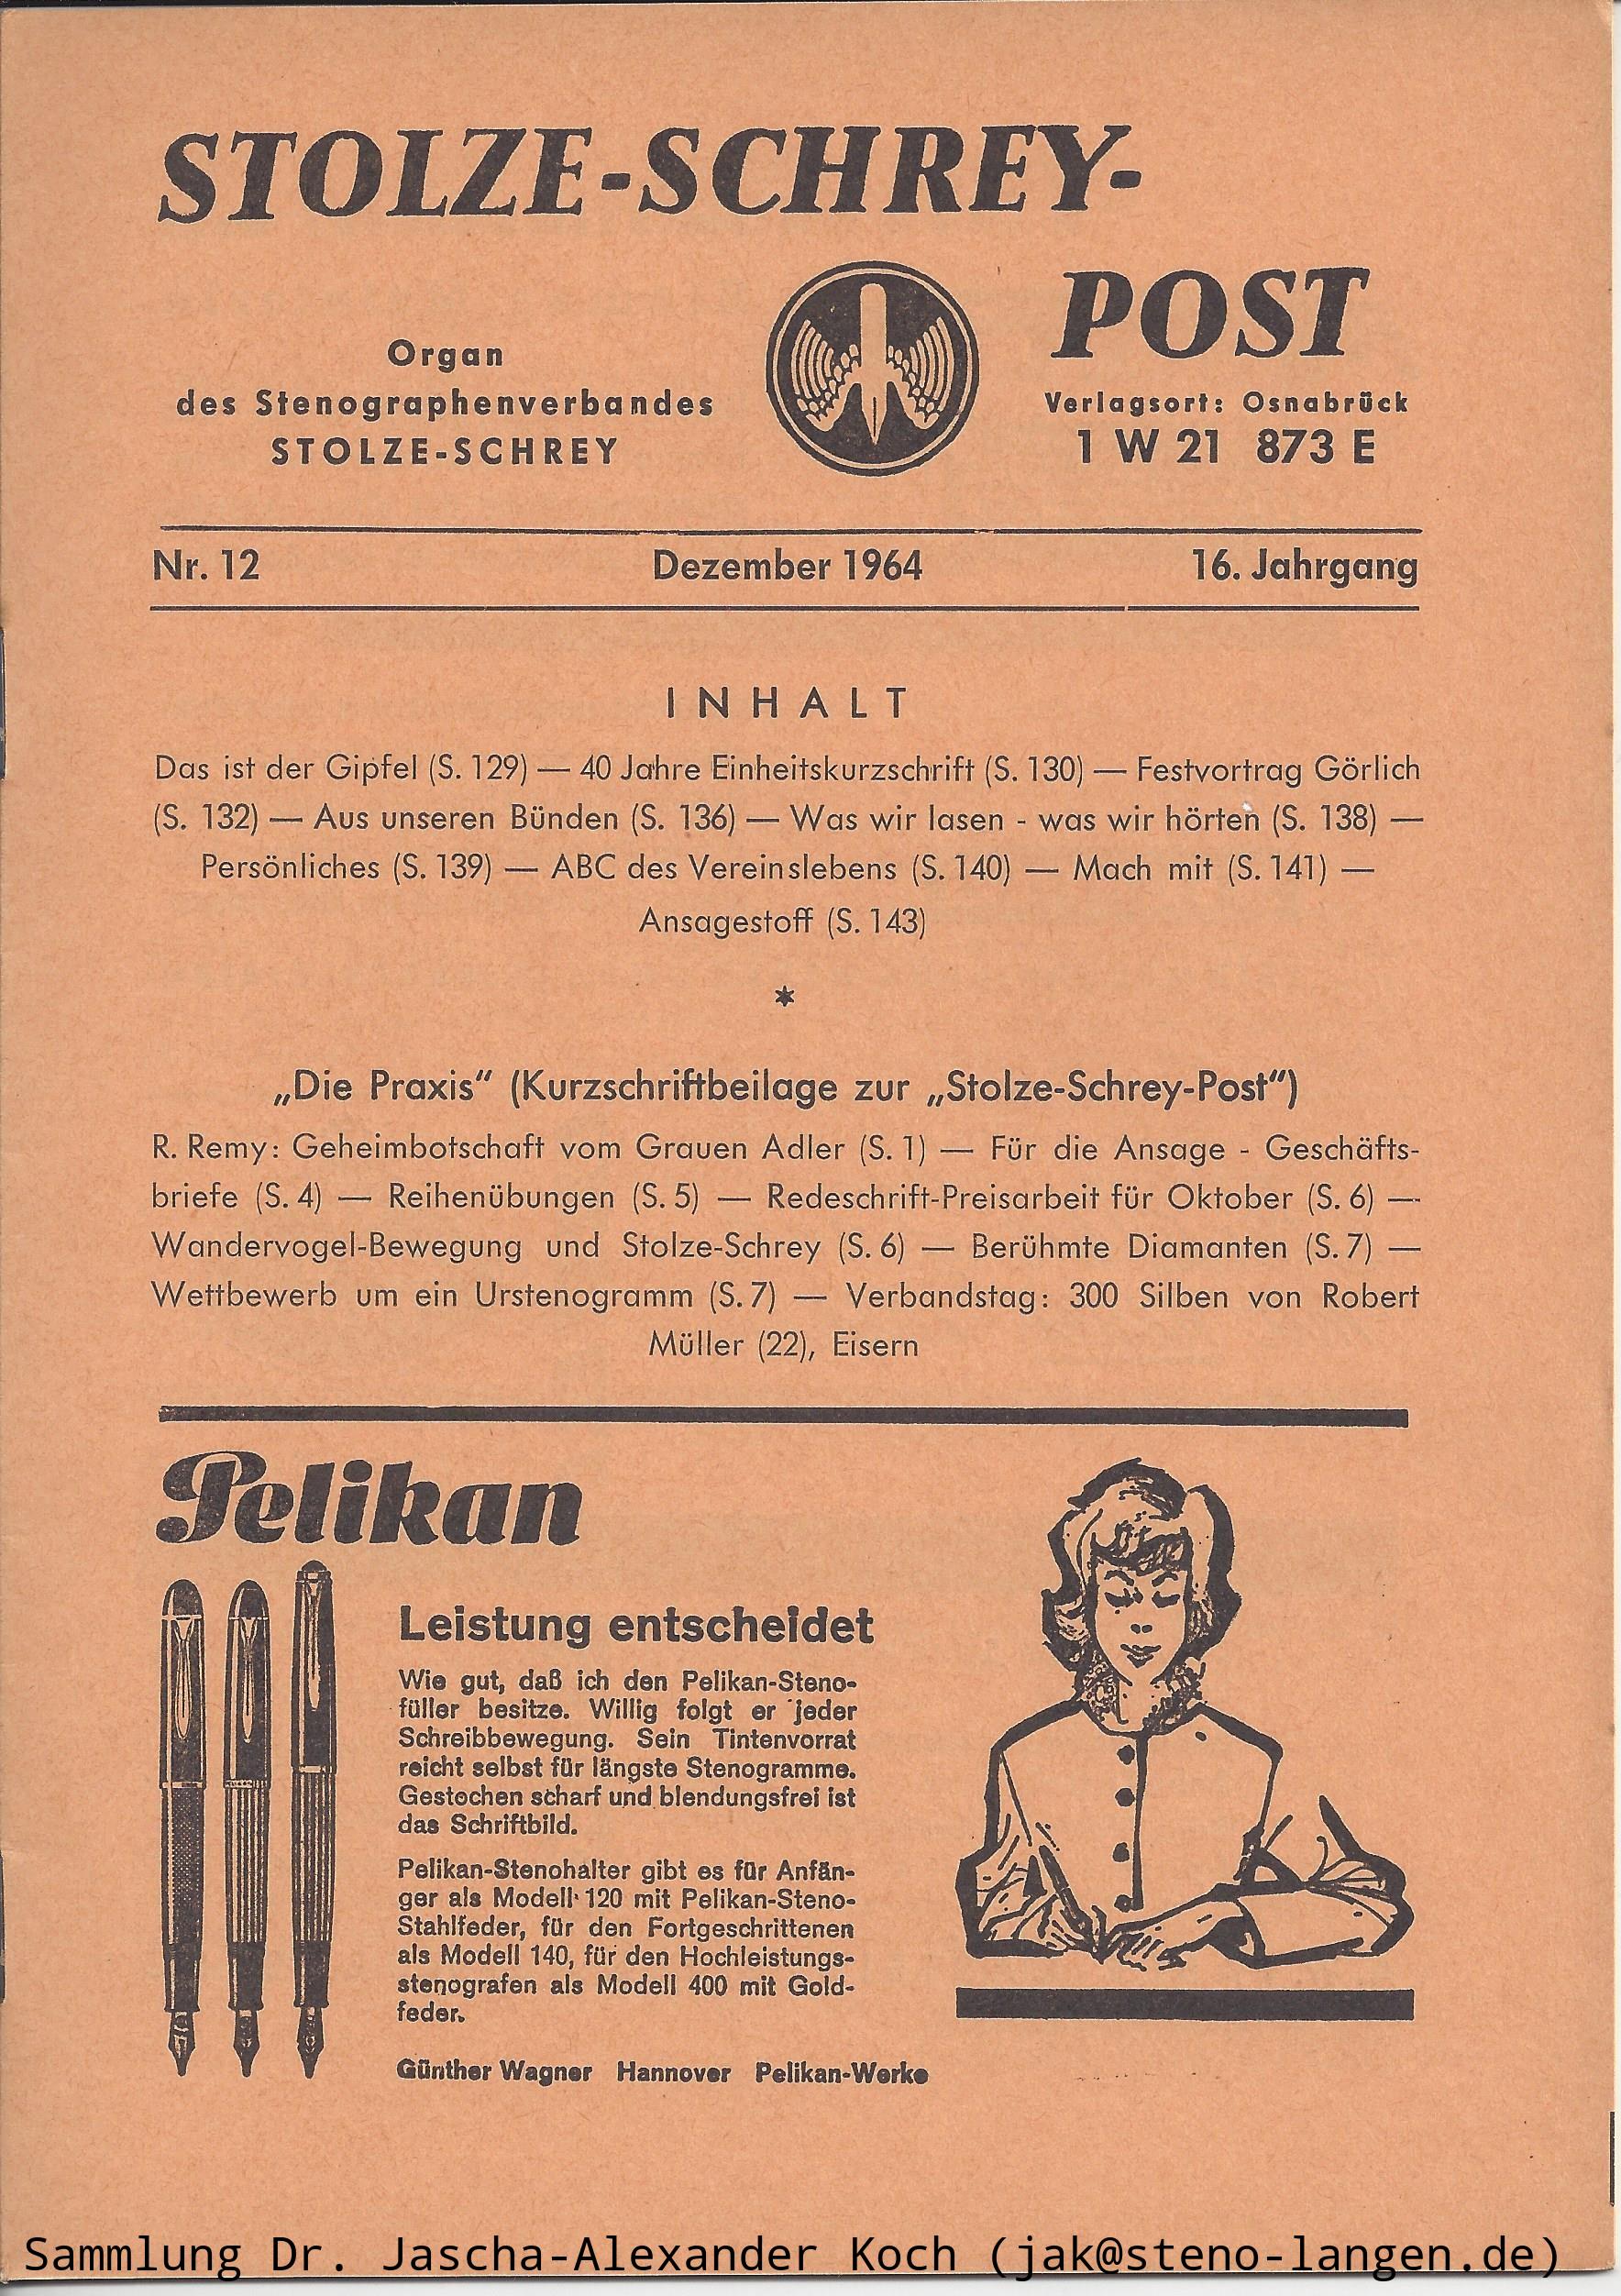 STOLZE-SCHREY-
POST
Organ
des Stenographenverbandes
STOLZE-SCHREY
Verlagsort: Osnabrück
1 W 21 873 E
Nr. 12 Dezember 1964 16. Jahrgang
INHALT
Das ist der Gipfel (S. 129) — 40 Jahre Einheitskurzschrift (S. 130) — Festvortrag Görlich
(S. 132) — Aus unseren Bünden (S. 136) — Was wir lasen - was wir hörten (S. 138) —
Persönliches (S. 139) — ABC des Vereinslebens (S. 140) — Mach mit (S. 141) —
Ansagestoff (S. 143)
*
„Die Praxis“ (Kurzschriftbeilage zur „Stolze-Schrey-Post“)
R. Remy: Geheimbotschaft vom Grauen Adler (S. 1) — Für die Ansage - Geschäfts-
briefe (S. 4) — Reihenübungen (S. 5) — Redeschrift-Preisarbeit für Oktober (S. 6) —
Wandervogel-Bewegung und Stolze-Schrey (S. 6) — Berühmte Diamanten (S. 7) —
Wettbewerb um ein Urstenogramm (S. 7) — Verbandstag: 300 Silben von Robert
Müller (22), Eisern
Pelikan
Leistung entscheidet
Wie gut, daß ich den Pelikan-Steno-
füller besitze. Willig folgt er jeder
Schreibbewegung. Sein Tintenvorrat
reicht selbst für längste Stenogramme.
Gestochen scharf und blendungsfrei ist
das Schriftbild.
Pelikan-Stenohalter gibt es für Anfän-
ger als Modell 120 mit Pelikan-Steno-
Stahlfeder, für den Fortgeschrittenen
als Modell 140, für den Hochleistungs-
stenografen als Modell 400 mit Gold-
feder.
Günther Wagner Hannover Pelikan-Werke
Sammlung Dr. Jascha-Alexander Koch (jak@steno-langen.de)